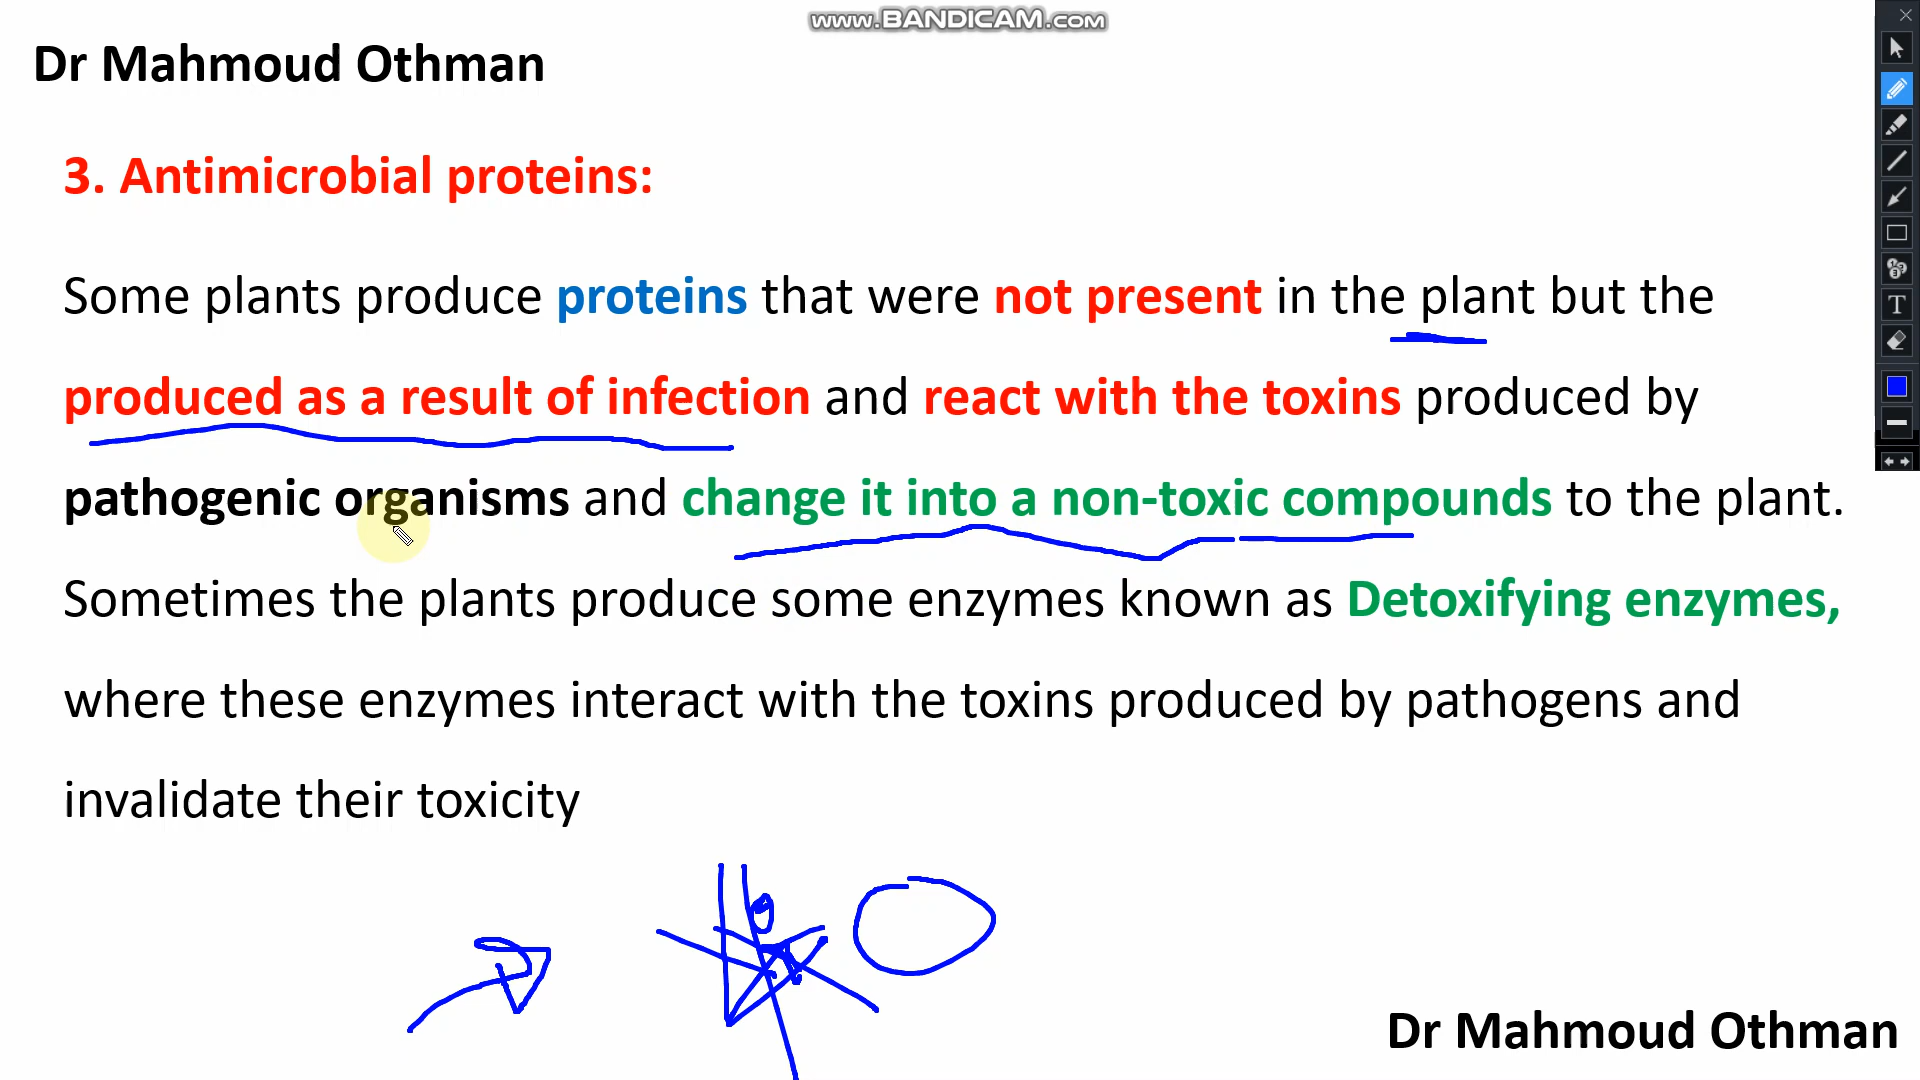 www.BANDICAM.com
Dr Mahmoud Othman
3. Antimicrobial proteins:
Some plants produce proteins that were not present in the plant but the
produced as a result of infection and react with the toxins produced by
pathogenic organisms and change it into a non-toxic compounds to the plant.
Sometimes the plants produce some enzymes known as Detoxifying enzymes,
where these enzymes interact with the toxins produced by pathogens and
invalidate their toxicity
Dr Mahmoud Othman